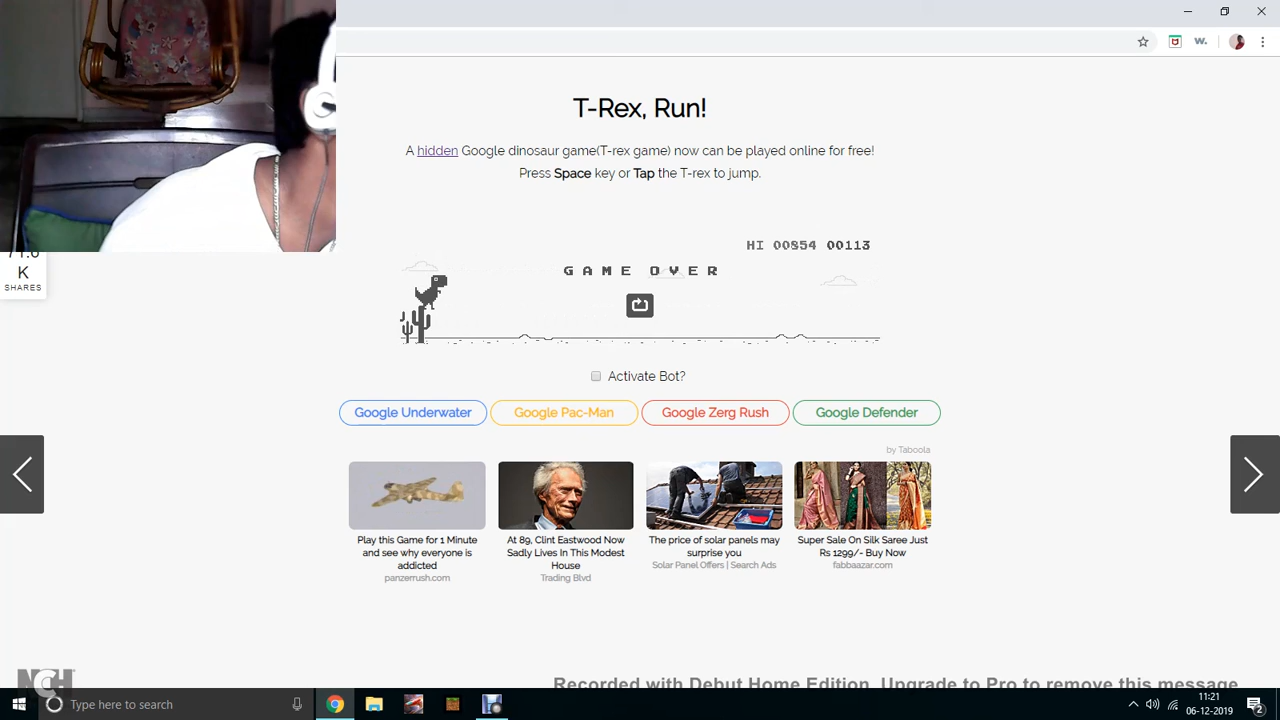 T-Rex, Run!
A hidden Google dinosaur game(T-rex game) now can be played online for free!
Press Space key or Tap the T-rex to jump.
HI 00854 00113
GAME OVER
K
SHARES
Activate Bot?
Google Underwater
Google Pac-Man
Google Zerg Rush
Google Defender
by Taboola
Play this Game for 1 Minute
and see why everyone is
addicted
panzerrush.com
At 89, Clint Eastwood Now
Sadly Lives In This Modest
House
Trading Blvd
The price of solar panels may
surprise you
Solar Panel Offers | Search Ads
Super Sale On Silk Saree Just
Rs 1299/- Buy Now
fabbaazar.com
NCH
Recorded with Debut Home Edition. Upgrade to Pro to remove this message
Type here to search
11:21
06-12-2019
2
w.